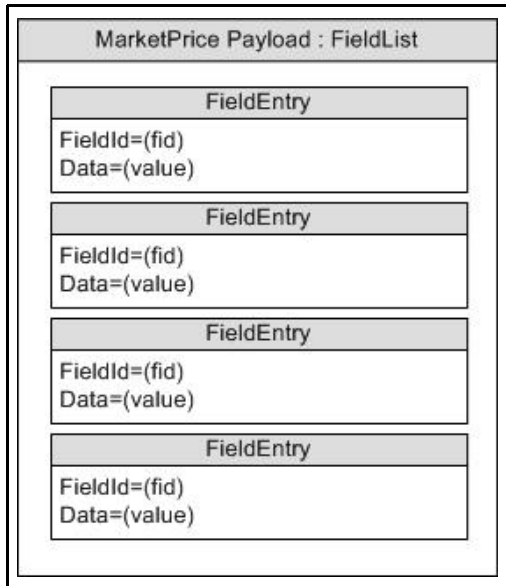 MarketPrice Payload : FieldList
FieldEntry
FieldId=(fid)
Data=(value)
FieldEntry
FieldId=(fid)
Data=(value)
FieldEntry
FieldId=(fid)
Data=(value)
FieldEntry
FieldId=(fid)
Data=(value)